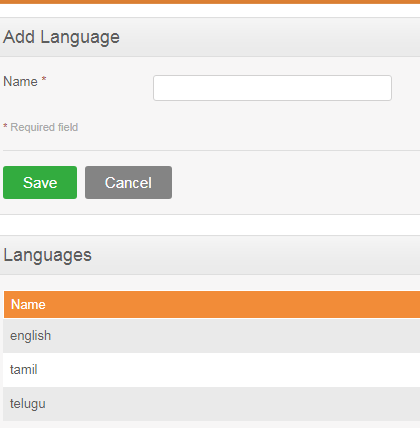 Add Language
Name *
* Required field
Save Cancel
Languages
Name
english
tamil
telugu